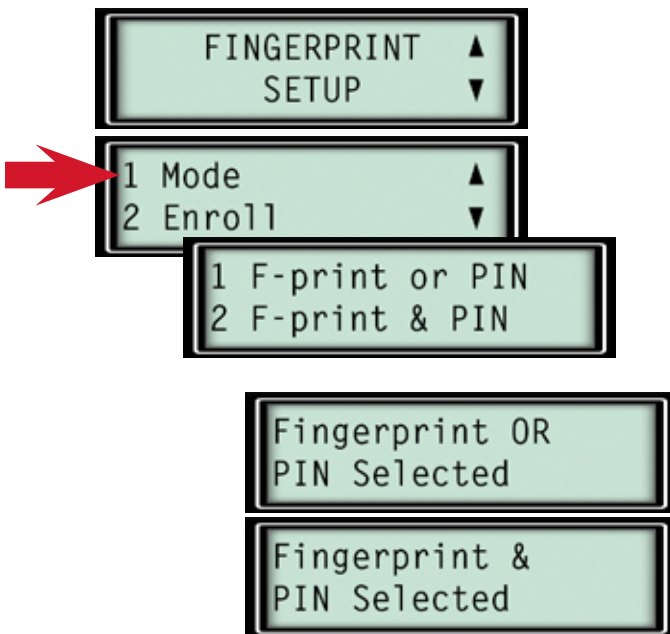 FINGERPRINT ▲
SETUP ▼
1 Mode ▲
2 Enroll ▼
1 F-print or PIN
2 F-print & PIN
Fingerprint OR
PIN Selected
Fingerprint &
PIN Selected